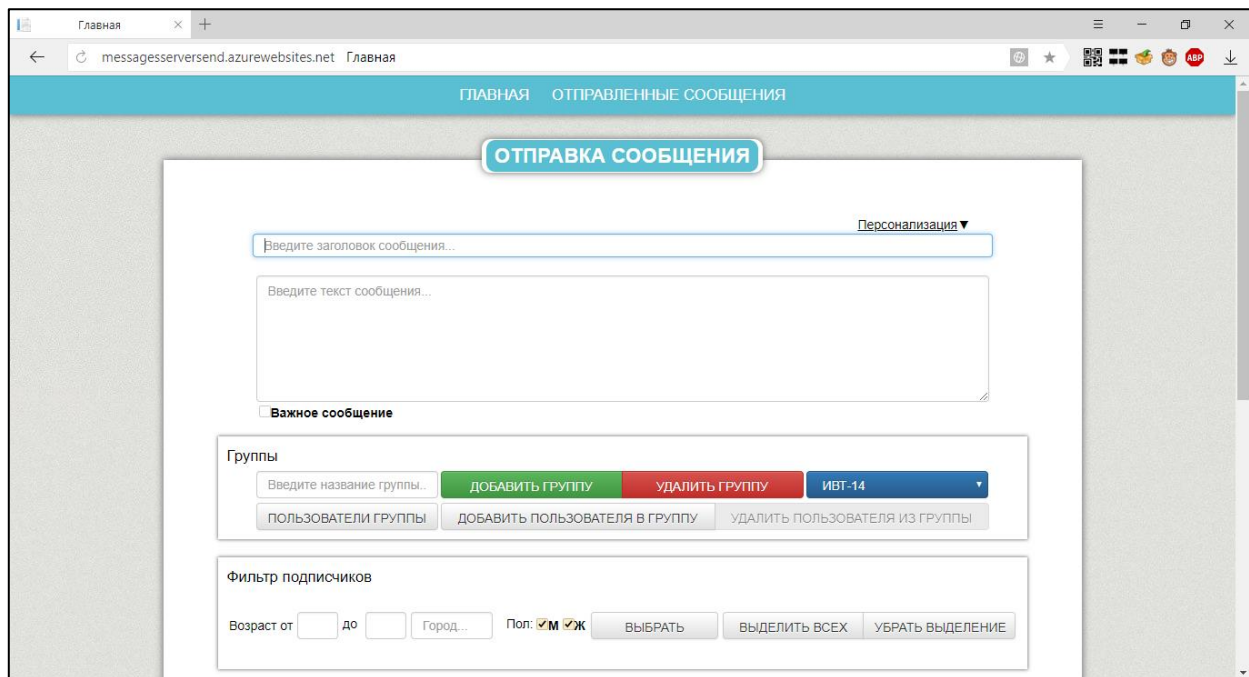 Главная
messagesserversend.azurewebsites.net Главная
ABP
ГЛАВНАЯ ОТПРАВЛЕННЫЕ СООБЩЕНИЯ
ОТПРАВКА СООБЩЕНИЯ
Персонализация▼
Введите заголовок сообщения...
Введите текст сообщения...
Важное сообщение
Группы
Введите название группы.. ДОБАВИТЬ ГРУППУ УДАЛИТЬ ГРУППУ ИВТ-14
ПОЛЬЗОВАТЕЛИ ГРУППЫ ДОБАВИТЬ ПОЛЬЗОВАТЕЛЯ В ГРУППУ УДАЛИТЬ ПОЛЬЗОВАТЕЛЯ ИЗ ГРУППЫ
Фильтр подписчиков
Возраст от до Город... Пол: М Ж ВЫБРАТЬ ВЫДЕЛИТЬ ВСЕХ УБРАТЬ ВЫДЕЛЕНИЕ